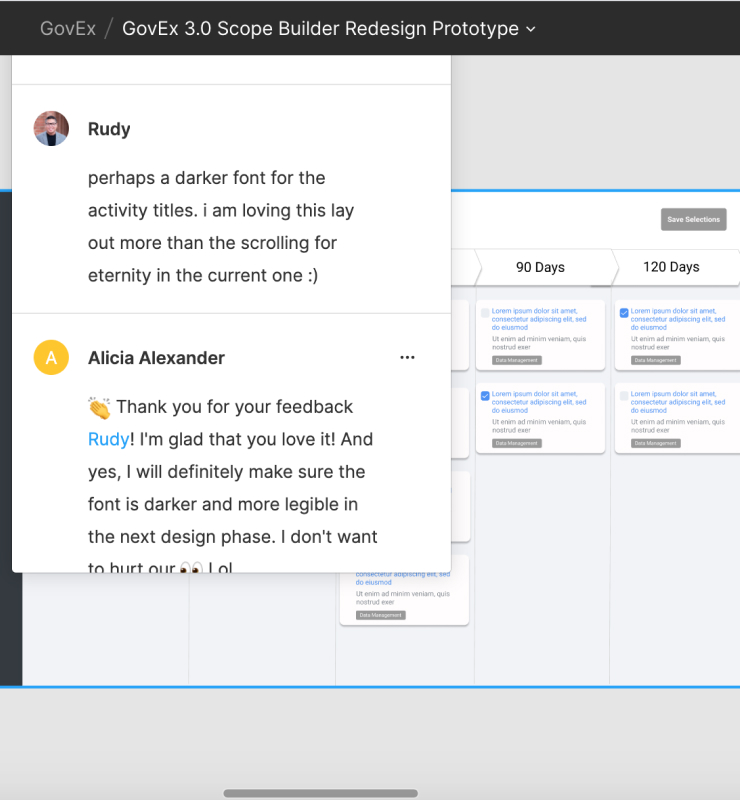 GovEx / GovEx 3.0 Scope Builder Redesign Prototype
Rudy
perhaps a darker font for the
activity titles. i am loving this lay
out more than the scrolling for
eternity in the current one :)
A Alicia Alexander
👏 Thank you for your feedback
Rudy! I'm glad that you love it! And
yes, I will definitely make sure the
font is darker and more legible in
the next design phase. I don't want
to hurt our 👀 Lol
Save Selections
90 Days
120 Days
Lorem ipsum dolor sit amet,
consectetur adipiscing elit, sed
do eiusmod
Ut enim ad minim veniam, quis
nostrud exer
Data Management
Lorem ipsum dolor sit amet,
consectetur adipiscing elit, sed
do eiusmod
Ut enim ad minim veniam, quis
nostrud exer
Data Management
Lorem ipsum dolor sit amet,
consectetur adipiscing elit, sed
do eiusmod
Ut enim ad minim veniam, quis
nostrud exer
Data Management
Lorem ipsum dolor sit amet,
consectetur adipiscing elit, sed
do eiusmod
Ut enim ad minim veniam, quis
nostrud exer
Data Management
consectetur adipiscing elit, sed
do eiusmod
Ut enim ad minim veniam, quis
nostrud exer
Data Management